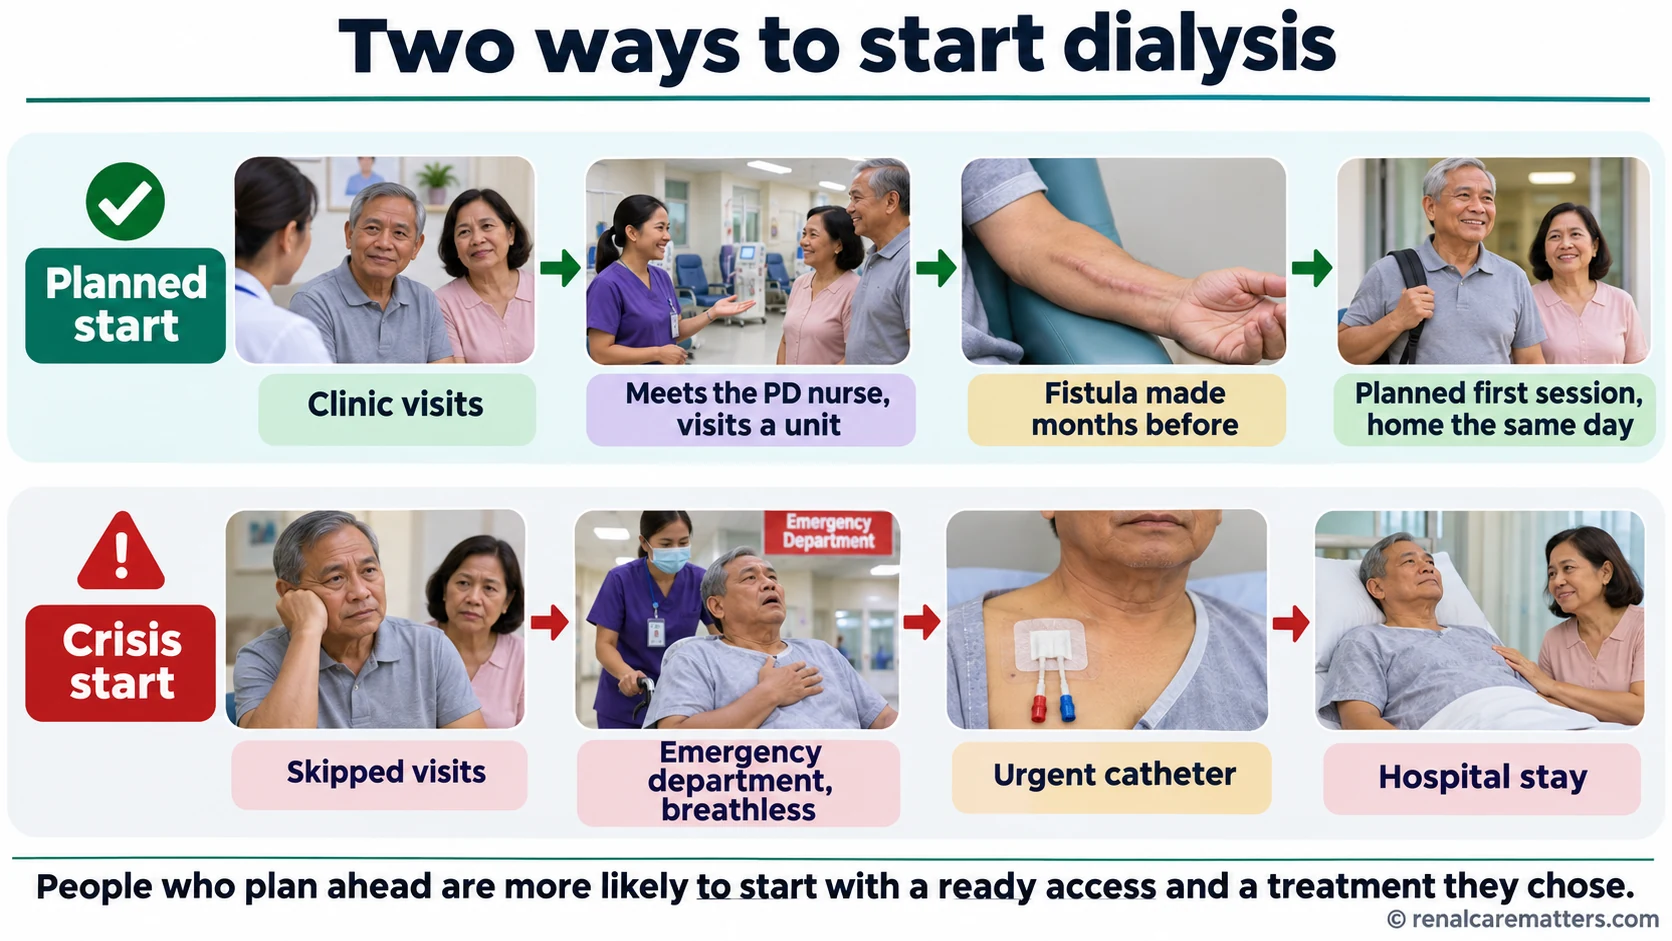 Two ways to start dialysis
Planned
start
Clinic visits
Meets the PD nurse,
visits a unit
Fistula made
months before
Planned first session,
home the same day
Crisis
start
Emergency
Department
Skipped visits
Emergency
department,
breathless
Urgent catheter
Hospital stay
People who plan ahead are more likely to start with a ready access and a treatment they chose.
© renalcarematters.com